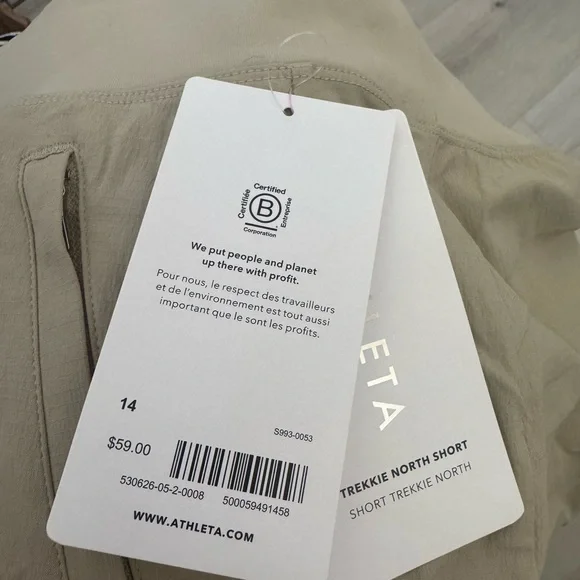 Certified
Certifiée
B
Entreprise
Corporation
We put people and planet
up there with profit.
Pour nous, le respect des travailleurs
et de l'environnement est tout aussi
important que le sont les profits.
14
S993-0053
$59.00
530626-05-2-0008 500059491458
WWW.ATHLETA.COM
LETA
TREKKIE NORTH SHORT
SHORT TREKKIE NORTH